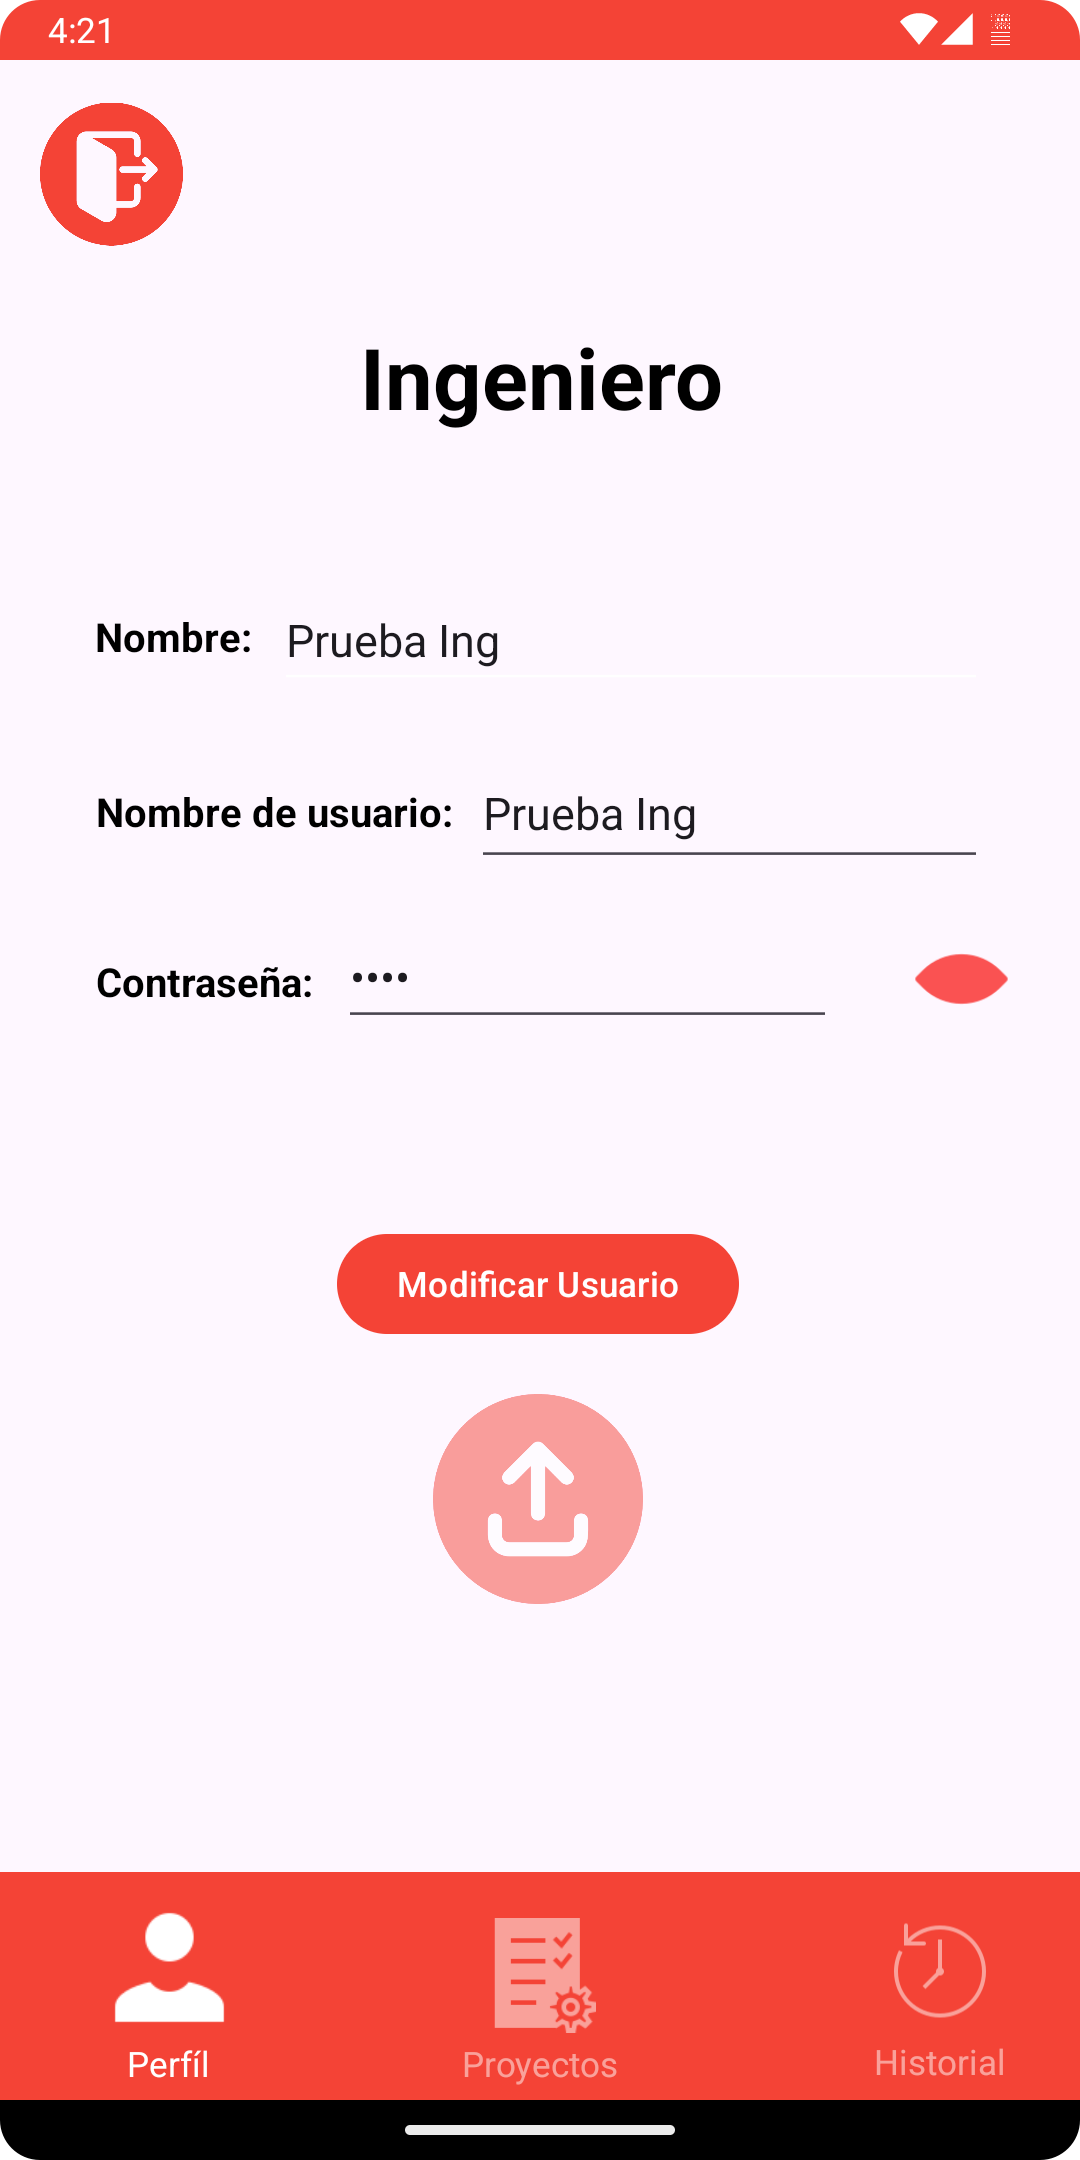 4:21
Ingeniero
Nombre: Prueba Ing
Nombre de usuario: Prueba Ing
Contraseña: ••••
Modificar Usuario
Perfíl
Proyectos
Historial